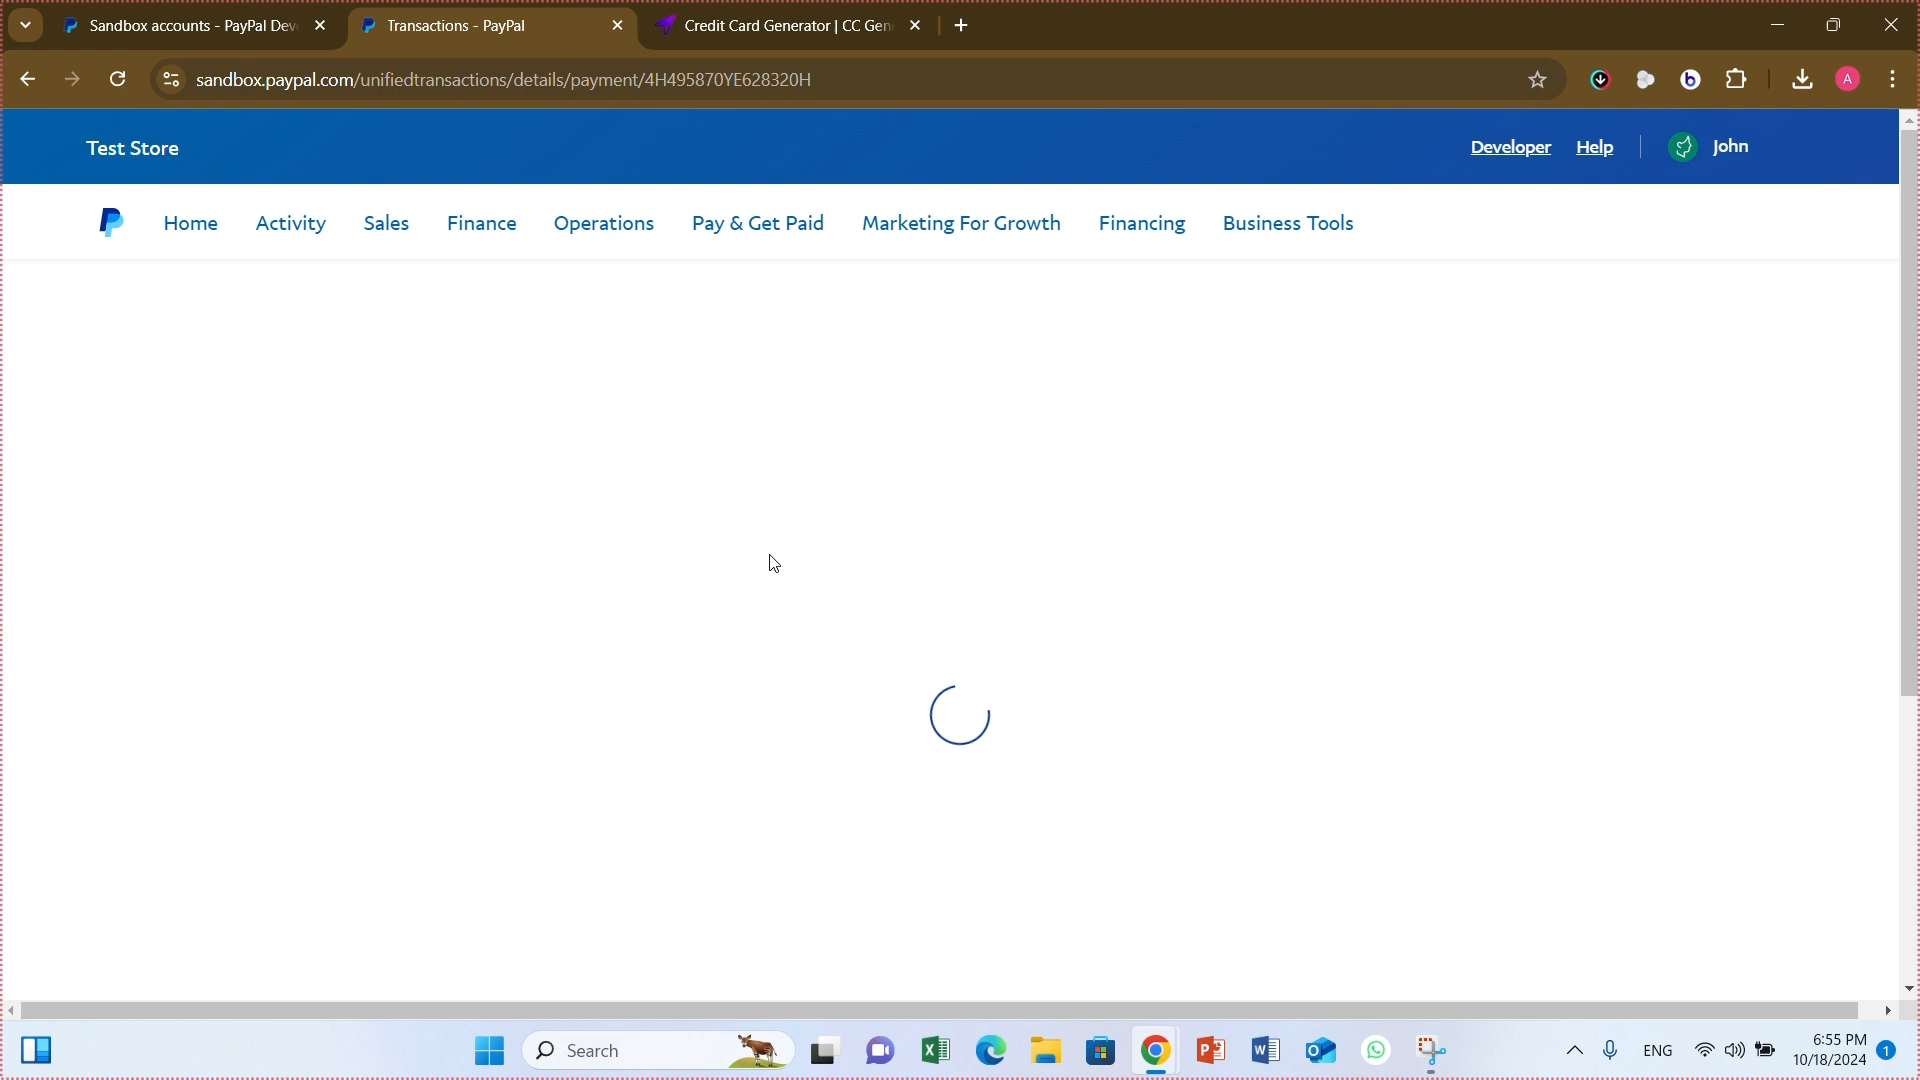 Sandbox accounts - PayPal Dev
Transactions - PayPal
Credit Card Generator | CC Gen
sandbox.paypal.com/unifiedtransactions/details/payment/4H495870YE628320H
A
Test Store
Developer
Help
John
Home
Activity
Sales
Finance
Operations
Pay & Get Paid
Marketing For Growth
Financing
Business Tools
Search
ENG
6:55 PM
10/18/2024
1